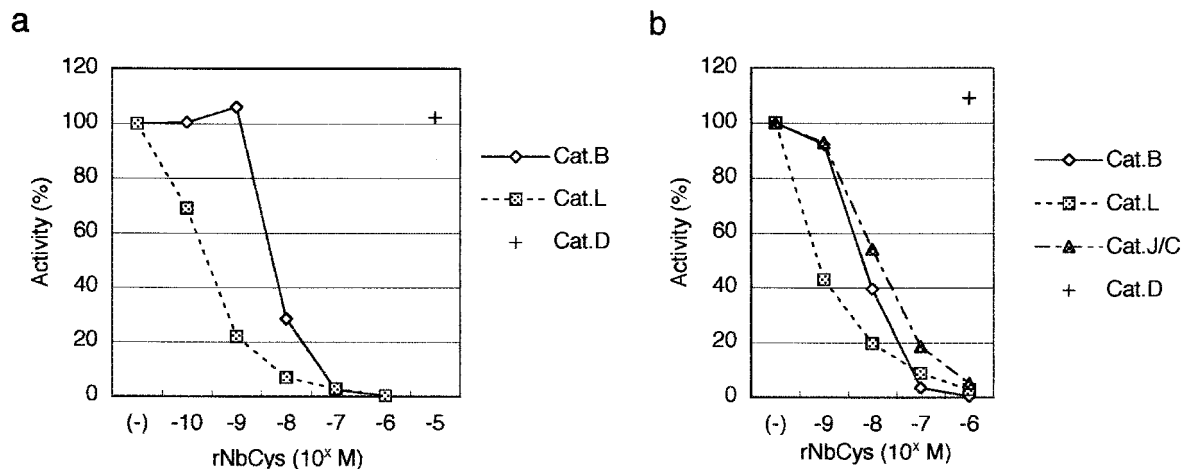 a
120
100
80
60
40
20
0
Activity (%)
(-) -10 -9 -8 -7 -6 -5
rNbCys (10ˣ M)
Cat.B
Cat.L
Cat.D
b
120
100
80
60
40
20
0
Activity (%)
(-) -9 -8 -7 -6
rNbCys (10ˣ M)
Cat.B
Cat.L
Cat.J/C
Cat.D